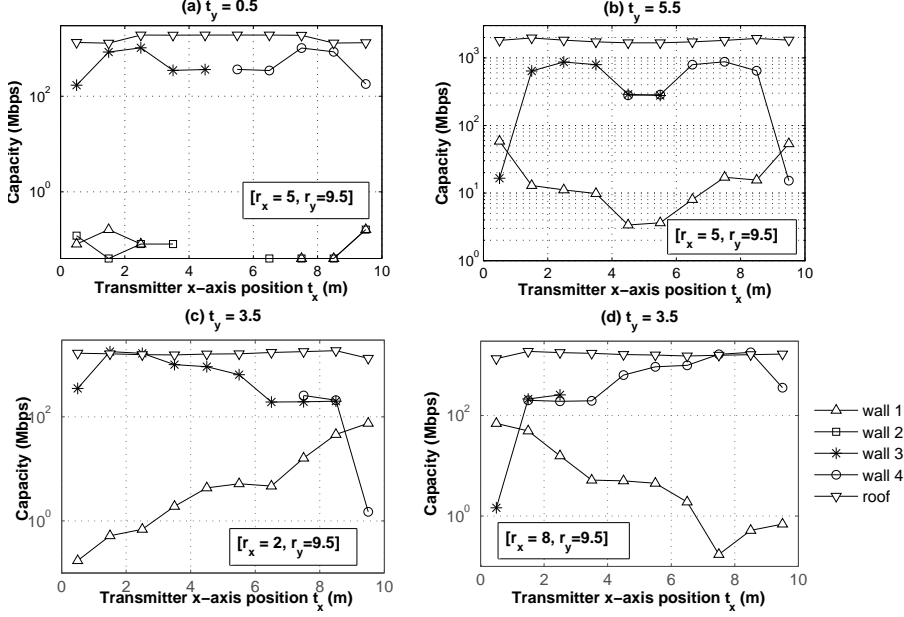 (a) t_y = 0.5
Capacity (Mbps)
10^2
10^0
[r_x = 5, r_y=9.5]
0 2 4 6 8 10
Transmitter x−axis position t_x (m)
(b) t_y = 5.5
Capacity (Mbps)
10^3
10^2
10^1
10^0
[r_x = 5, r_y=9.5]
0 2 4 6 8 10
Transmitter x−axis position t_x (m)
(c) t_y = 3.5
Capacity (Mbps)
10^2
10^0
[r_x = 2, r_y=9.5]
0 2 4 6 8 10
Transmitter x−axis position t_x (m)
(d) t_y = 3.5
Capacity (Mbps)
10^2
10^0
[r_x = 8, r_y=9.5]
0 2 4 6 8 10
Transmitter x−axis position t_x (m)
wall 1
wall 2
wall 3
wall 4
roof